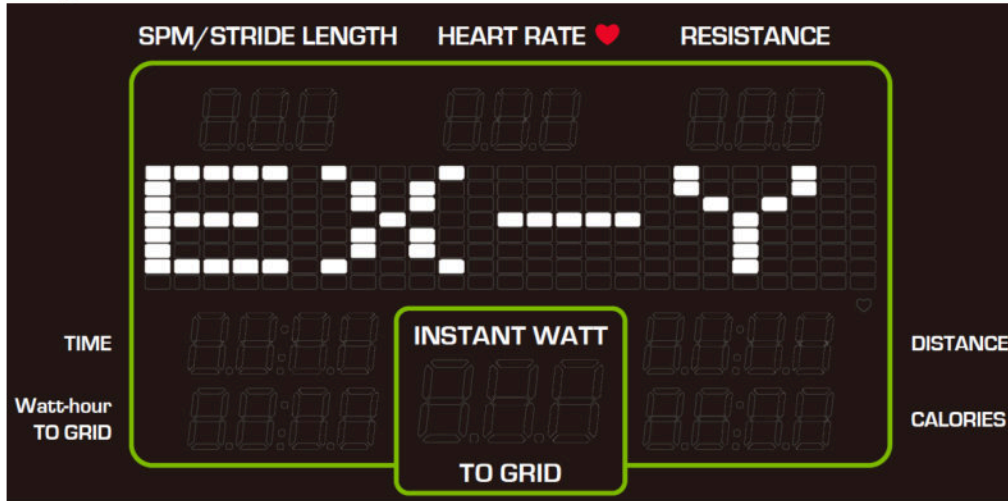 SPM/STRIDE LENGTH HEART RATE RESISTANCE
EX-Y
TIME
INSTANT WATT
DISTANCE
Watt-hour
TO GRID
CALORIES
TO GRID